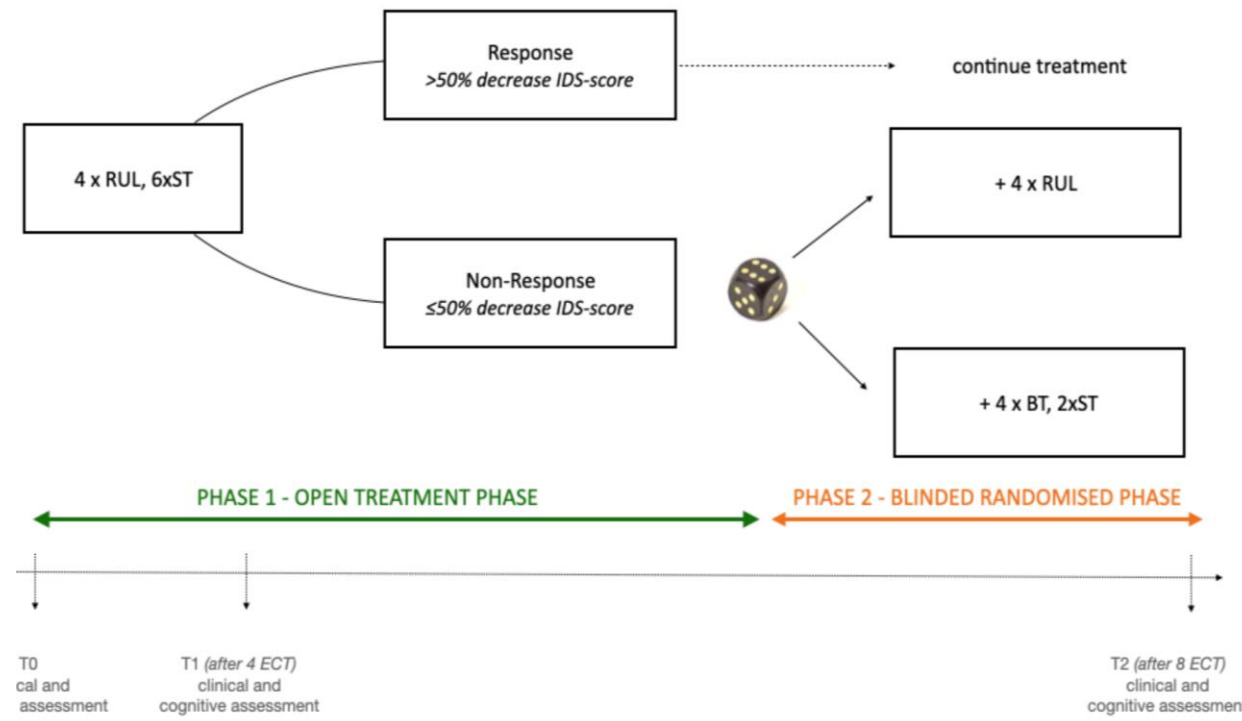 Response
>50% decrease IDS-score
continue treatment
4 x RUL, 6xST
+ 4 x RUL
Non-Response
≤50% decrease IDS-score
+ 4 x BT, 2xST
PHASE 1 - OPEN TREATMENT PHASE
PHASE 2 - BLINDED RANDOMISED PHASE
T0
cal and
assessment
T1 (after 4 ECT)
clinical and
cognitive assessment
T2 (after 8 ECT)
clinical and
cognitive assessmen